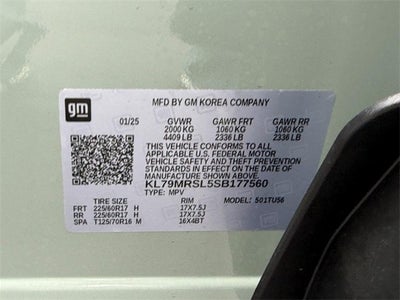 gm
MFD BY GM KOREA COMPANY
01/25 GVWR GAWR FRT GAWR RR
2000 KG 1060 KG 1060 KG
4409 LB 2336 LB 2336 LB
THIS VEHICLE CONFORMS TO ALL
APPLICABLE U.S. FEDERAL MOTOR
VEHICLE SAFETY AND THEFT
PREVENTION STANDARDS IN EFFECT
ON THE DATE OF MANUFACTURE
SHOWN ABOVE.
KL79MRSL5SB177560
TYPE: MPV MODEL: 501TU56
TIRE SIZE RIM
FRT 225/60R17 H 17X7.5J
RR 225/60R17 H 17X7.5J
SPA T125/70R16 M 16X4BT